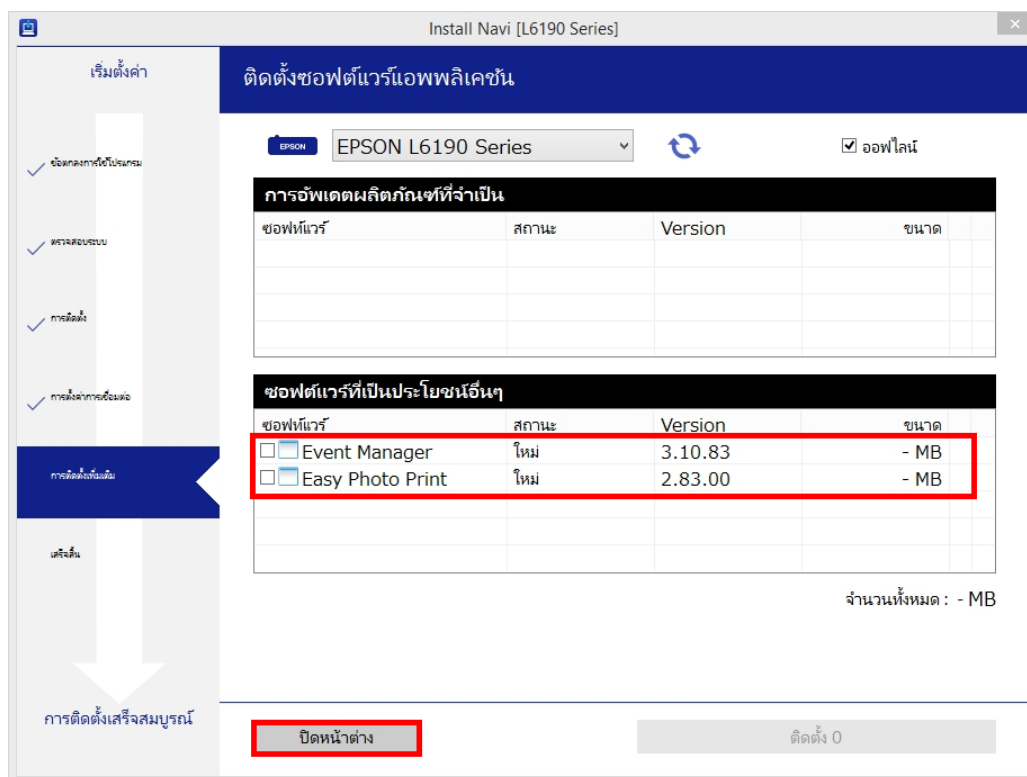 Install Navi [L6190 Series]
เริ่มตั้งค่า
ข้อตกลงการใช้โปรแกรม
ตรวจสอบระบบ
การติดตั้ง
การตั้งค่าการเชื่อมต่อ
การติดตั้งเพิ่มเติม
เสร็จสิ้น
การติดตั้งเสร็จสมบูรณ์
ติดตั้งซอฟต์แวร์แอพพลิเคชัน
EPSON EPSON L6190 Series ออฟไลน์
การอัพเดตผลิตภัณฑ์ที่จำเป็น
ซอฟท์แวร์ สถานะ Version ขนาด
ซอฟต์แวร์ที่เป็นประโยชน์อื่นๆ
ซอฟท์แวร์ สถานะ Version ขนาด
Event Manager ใหม่ 3.10.83 - MB
Easy Photo Print ใหม่ 2.83.00 - MB
จำนวนทั้งหมด : - MB
ปิดหน้าต่าง ติดตั้ง 0